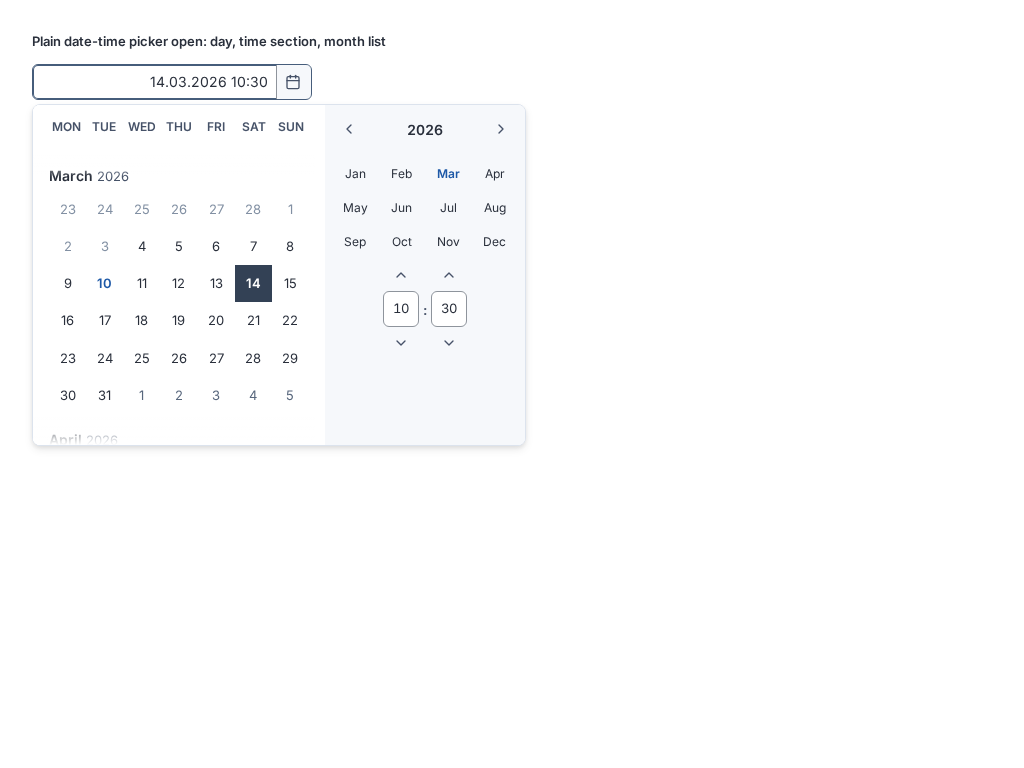 Plain date-time picker open: day, time section, month list
14.03.2026 10:30
MON TUE WED THU FRI SAT SUN
March 2026
23 24 25 26 27 28 1
2 3 4 5 6 7 8
9 10 11 12 13 14 15
16 17 18 19 20 21 22
23 24 25 26 27 28 29
30 31 1 2 3 4 5
April 2026
2026
Jan Feb Mar Apr
May Jun Jul Aug
Sep Oct Nov Dec
10 : 30